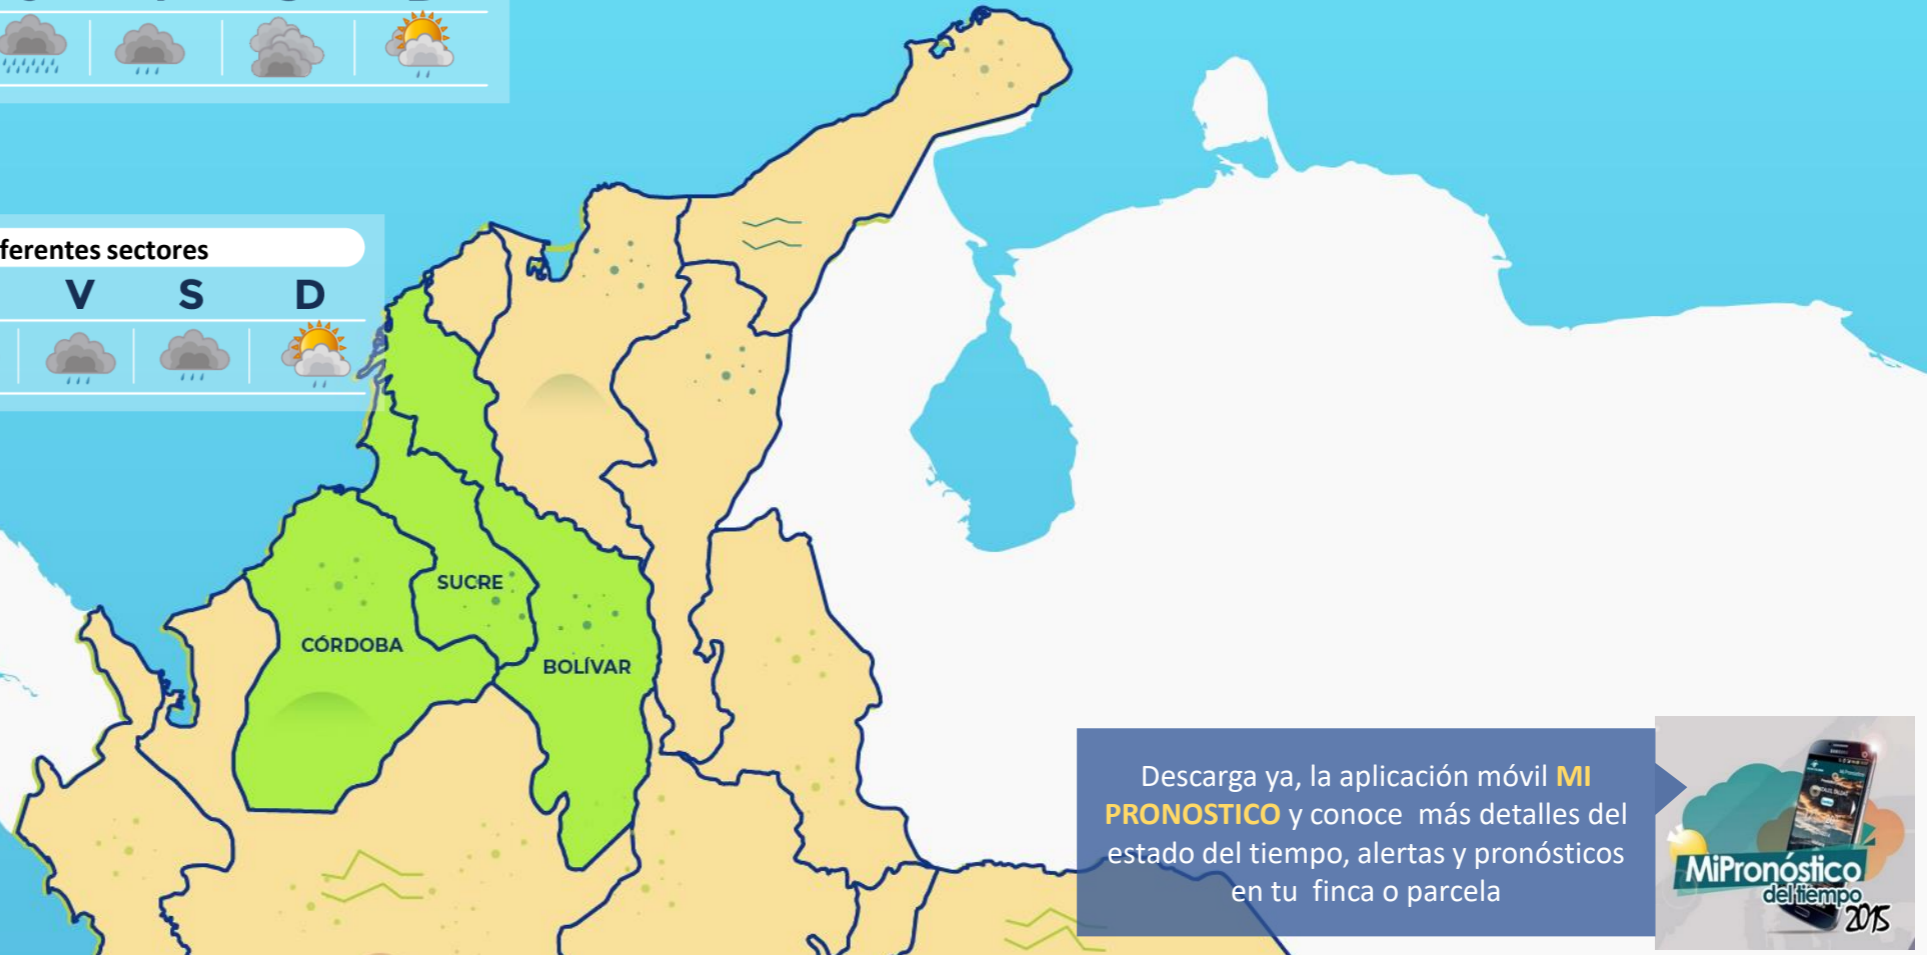 ferentes sectores
V S D
SUCRE
CÓRDOBA
BOLÍVAR
Descarga ya, la aplicación móvil MI
PRONOSTICO y conoce más detalles del
estado del tiempo, alertas y pronósticos
en tu finca o parcela
MiPronóstico
del tiempo
2015